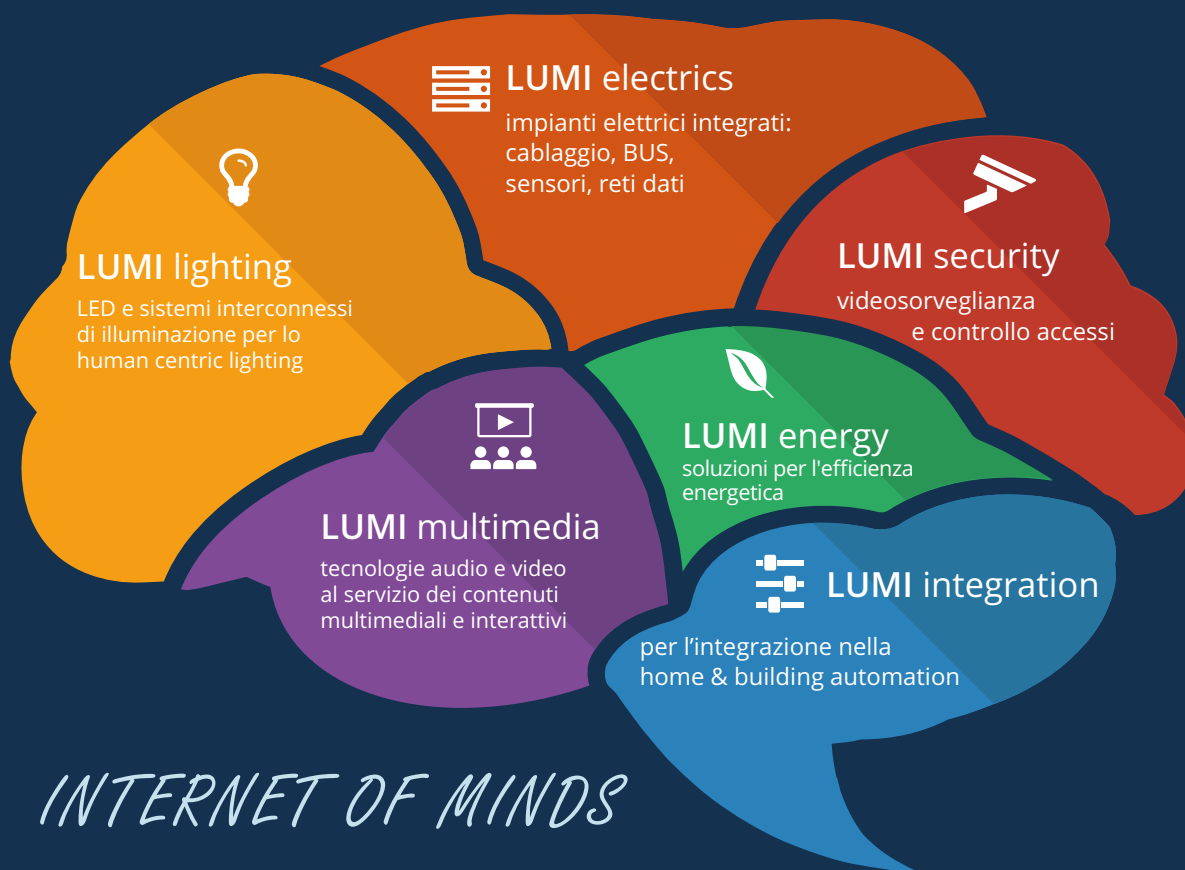 LUMI electrics
impianti elettrici integrati:
cablaggio, BUS,
sensori, reti dati
LUMI security
videosorveglianza
e controllo accessi
LUMI lighting
LED e sistemi interconnessi
di illuminazione per lo
human centric lighting
LUMI energy
soluzioni per l'efficienza
energetica
LUMI multimedia
tecnologie audio e video
al servizio dei contenuti
multimediali e interattivi
LUMI integration
per l’integrazione nella
home & building automation
INTERNET OF MINDS